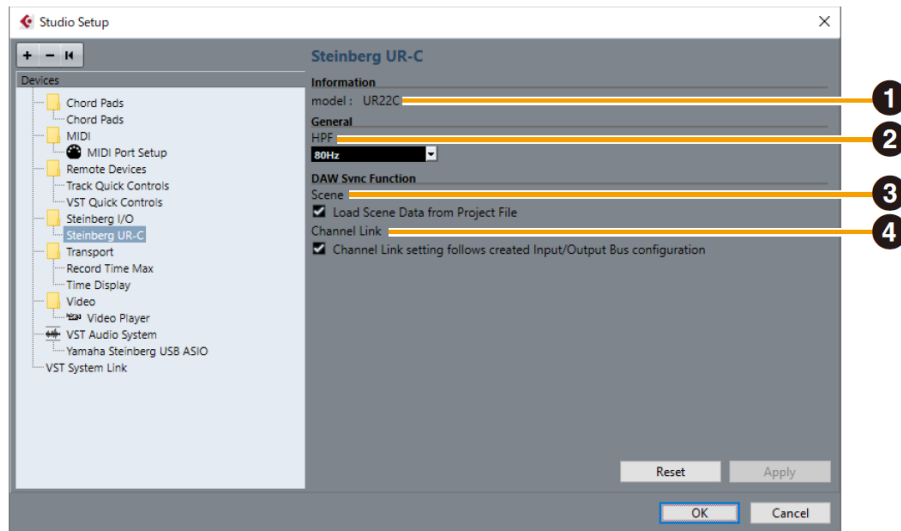 Studio Setup
Devices
Chord Pads
Chord Pads
MIDI
MIDI Port Setup
Remote Devices
Track Quick Controls
VST Quick Controls
Steinberg I/O
Steinberg UR-C
Transport
Record Time Max
Time Display
Video
Video Player
VST Audio System
Yamaha Steinberg USB ASIO
VST System Link
Steinberg UR-C
Information
model : UR22C
1
General
HPF
2
80Hz
DAW Sync Function
Scene
3
Load Scene Data from Project File
Channel Link
4
Channel Link setting follows created Input/Output Bus configuration
Reset
Apply
OK
Cancel